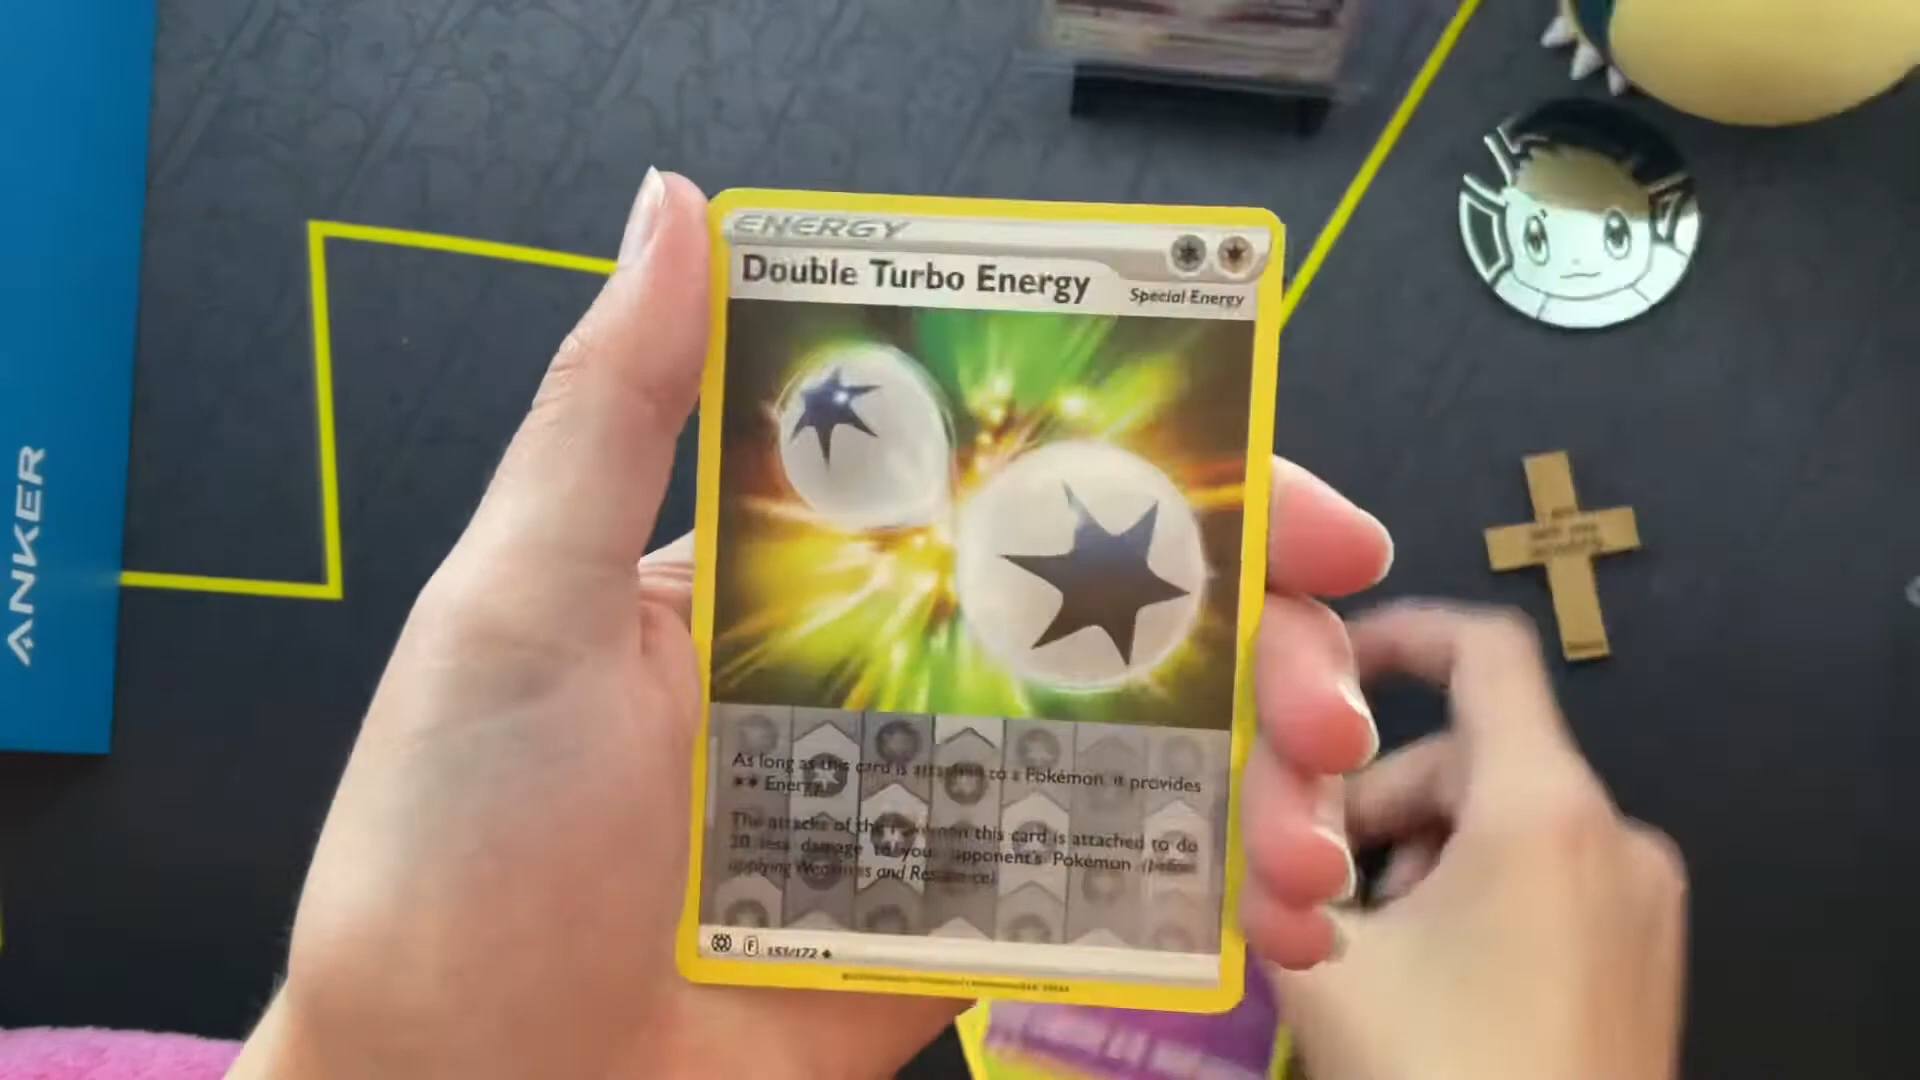 ANKER
ENERGY
Double Turbo Energy
Special Energy
As long as this card is attached to a Pokémon, it provides
** Energy.
The attacks of the Pokémon this card is attached to do
20 less damage to your opponent's Pokémon (before
applying Weakness and Resistance).
F
151/172